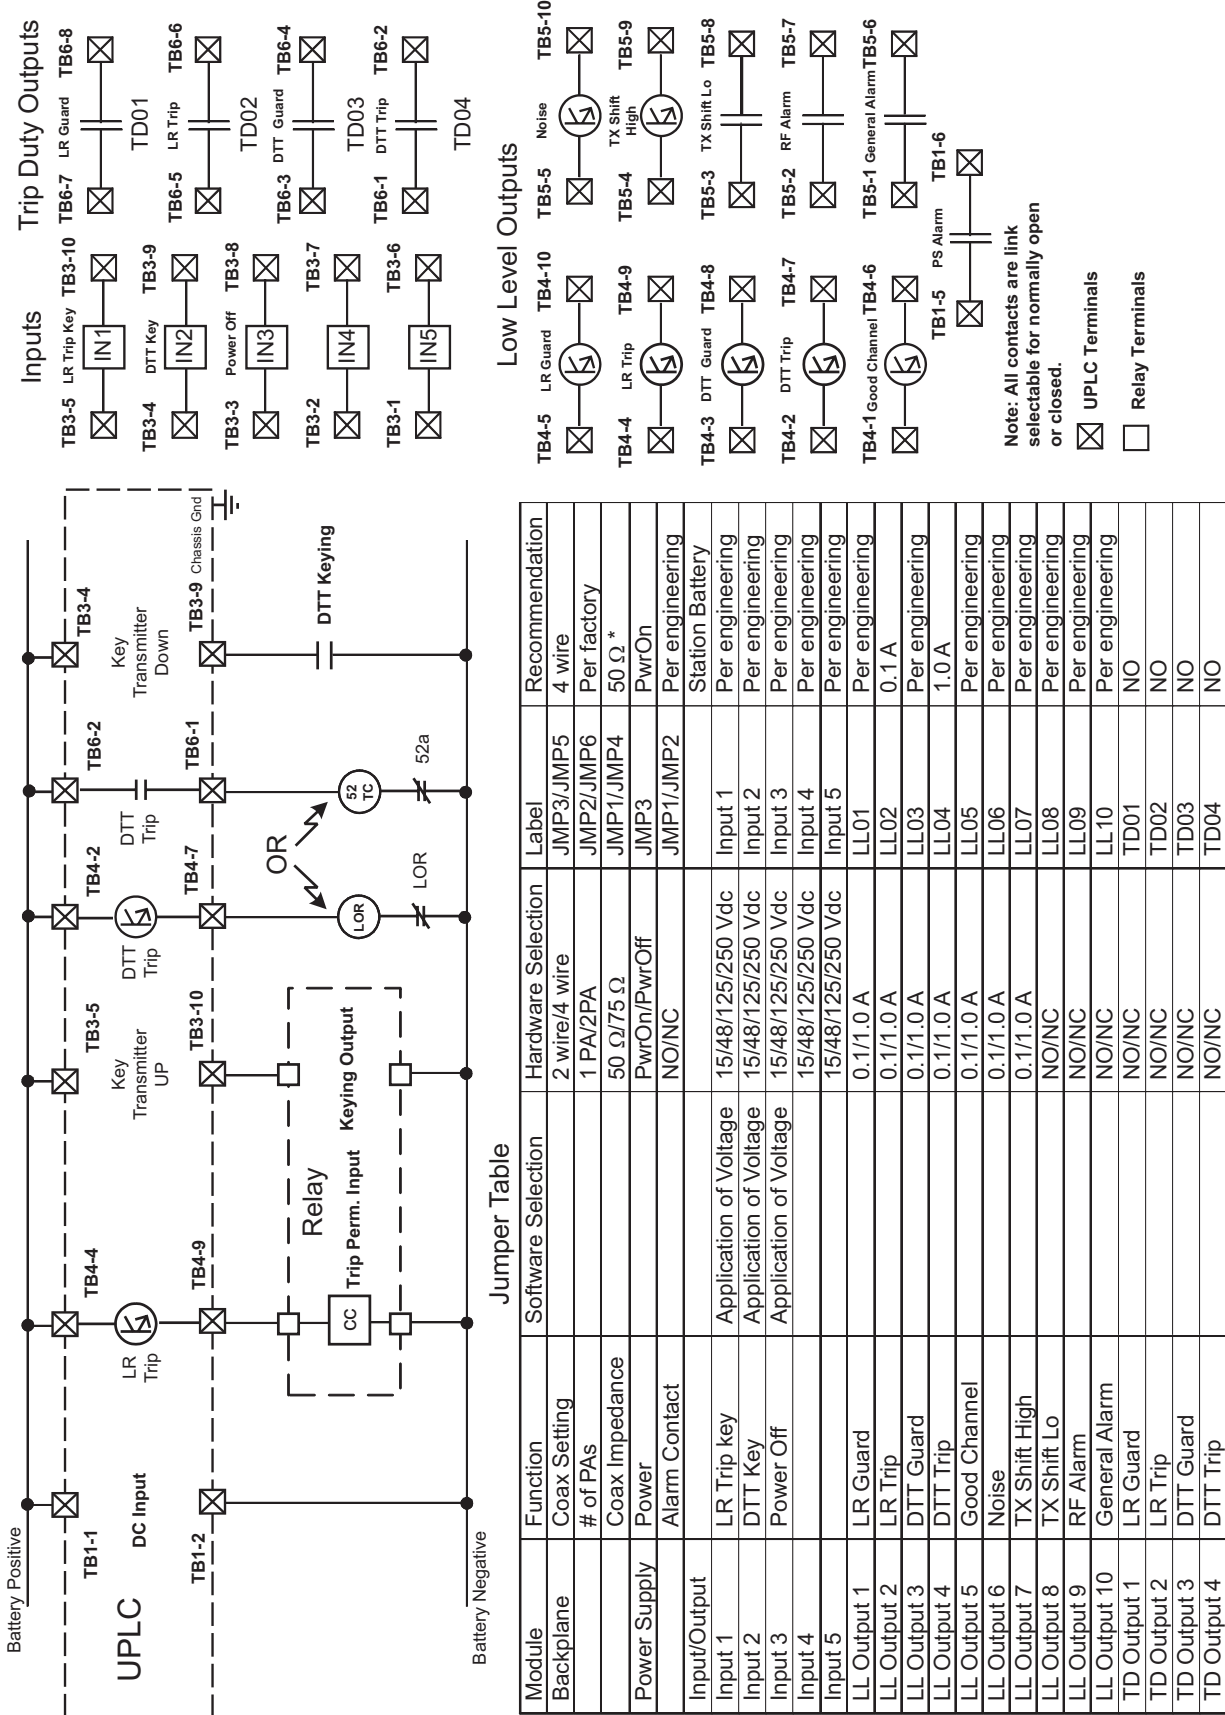 Battery Positive
UPLC
TB1-1
DC Input
TB1-2
Battery Negative
TB4-4
LR
Trip
TB4-9
TB3-5
Key
Transmitter
UP
TB3-10
Relay
Trip Perm. Input
Keying Output
CC
TB4-2
DTT
Trip
TB4-7
OR
LOR
LOR
TB6-2
DTT
Trip
TB6-1
52
TC
52a
TB3-4
Key
Transmitter
Down
TB3-9
Chassis Gnd
DTT Keying
Inputs
TB3-5 LR Trip Key TB3-10
IN1
TB3-4 DTT Key TB3-9
IN2
TB3-3 Power Off TB3-8
IN3
TB3-2 TB3-7
IN4
TB3-1 TB3-6
IN5
Trip Duty Outputs
TB6-7 LR Guard TB6-8
TD01
TB6-5 LR Trip TB6-6
TD02
TB6-3 DTT Guard TB6-4
TD03
TB6-1 DTT Trip TB6-2
TD04
Low Level Outputs
TB4-5 LR Guard TB4-10
TB4-4 LR Trip TB4-9
TB4-3 DTT Guard TB4-8
TB4-2 DTT Trip TB4-7
TB4-1 Good Channel TB4-6
TB5-5 Noise TB5-10
TB5-4 TX Shift High TB5-9
TB5-3 TX Shift Lo TB5-8
TB5-2 RF Alarm TB5-7
TB5-1 General Alarm TB5-6
TB1-5 PS Alarm TB1-6
Note: All contacts are link
selectable for normally open
or closed.
UPLC Terminals
Relay Terminals
Jumper Table
Module Function Software Selection Hardware Selection Label Recommendation
Backplane Coax Setting 2 wire/4 wire JMP3/JMP5 4 wire
# of PAs 1 PA/2PA JMP2/JMP6 Per factory
Coax Impedance 50 Ω/75 Ω JMP1/JMP4 50 Ω *
Power Supply Power PwrOn/PwrOff JMP3 PwrOn
Alarm Contact NO/NC JMP1/JMP2 Per engineering
Input/Output Station Battery
Input 1 LR Trip key Application of Voltage 15/48/125/250 Vdc Input 1 Per engineering
Input 2 DTT Key Application of Voltage 15/48/125/250 Vdc Input 2 Per engineering
Input 3 Power Off Application of Voltage 15/48/125/250 Vdc Input 3 Per engineering
Input 4 15/48/125/250 Vdc Input 4 Per engineering
Input 5 15/48/125/250 Vdc Input 5 Per engineering
LL Output 1 LR Guard 0.1/1.0 A LL01 Per engineering
LL Output 2 LR Trip 0.1/1.0 A LL02 0.1 A
LL Output 3 DTT Guard 0.1/1.0 A LL03 Per engineering
LL Output 4 DTT Trip 0.1/1.0 A LL04 1.0 A
LL Output 5 Good Channel 0.1/1.0 A LL05 Per engineering
LL Output 6 Noise 0.1/1.0 A LL06 Per engineering
LL Output 7 TX Shift High 0.1/1.0 A LL07 Per engineering
LL Output 8 TX Shift Lo NO/NC LL08 Per engineering
LL Output 9 RF Alarm NO/NC LL09 Per engineering
LL Output 10 General Alarm NO/NC LL10 Per engineering
TD Output 1 LR Guard NO/NC TD01 NO
TD Output 2 LR Trip NO/NC TD02 NO
TD Output 3 DTT Guard NO/NC TD03 NO
TD Output 4 DTT Trip NO/NC TD04 NO